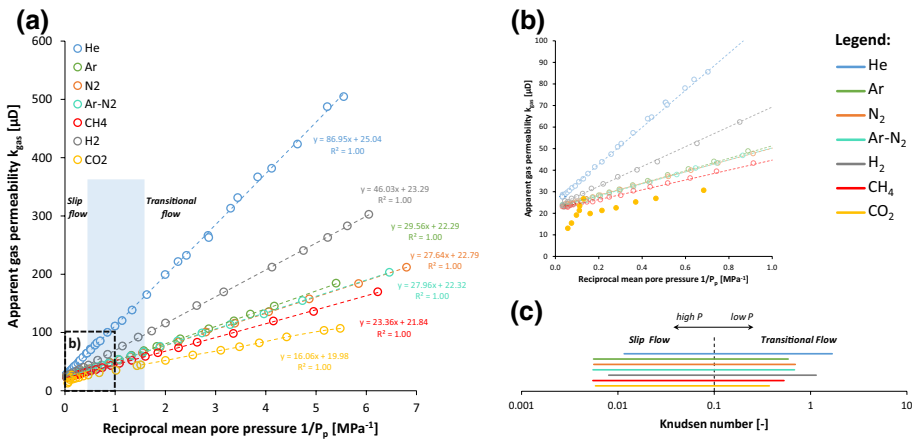 (a)
600
500
400
300
200
100
0
0
1
2
3
4
5
6
7
Apparent gas permeability k_gas [µD]
Reciprocal mean pore pressure 1/P_p [MPa⁻¹]
He
Ar
N2
Ar-N2
CH4
H2
CO2
Slip flow
Transitional flow
b)
y = 86.95x + 25.04
R² = 1.00
y = 46.03x + 23.29
R² = 1.00
y = 29.56x + 22.29
R² = 1.00
y = 27.64x + 22.79
R² = 1.00
y = 27.96x + 22.32
R² = 1.00
y = 23.36x + 21.84
R² = 1.00
y = 16.06x + 19.98
R² = 1.00
(b)
100
90
80
70
60
50
40
30
20
10
0
0.0
0.2
0.4
0.6
0.8
1.0
Apparent gas permeability k_gas [µD]
Reciprocal mean pore pressure 1/P_p [MPa⁻¹]
Legend:
He
Ar
N₂
Ar-N₂
H₂
CH₄
CO₂
(c)
high P
low P
Slip Flow
Transitional Flow
0.001
0.01
0.1
1
10
Knudsen number [-]